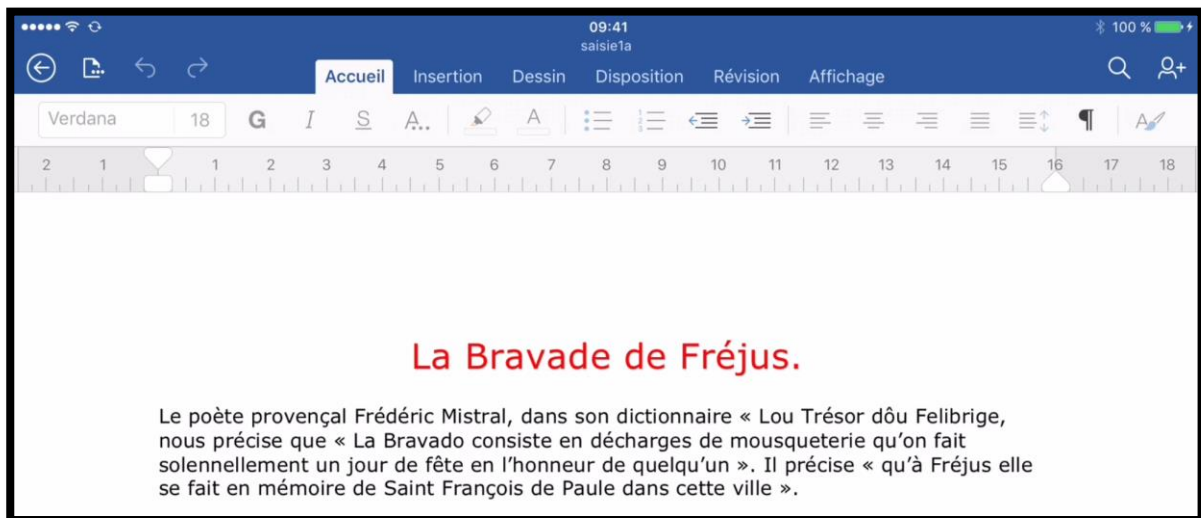 09:41
100 %
saisie1a
Accueil Insertion Dessin Disposition Révision Affichage
Verdana 18 G I S A.. A
2 1 1 2 3 4 5 6 7 8 9 10 11 12 13 14 15 16 17 18
La Bravade de Fréjus.
Le poète provençal Frédéric Mistral, dans son dictionnaire « Lou Trésor dôu Felibrige,
nous précise que « La Bravado consiste en décharges de mousqueterie qu’on fait
solennellement un jour de fête en l’honneur de quelqu’un ». Il précise « qu’à Fréjus elle
se fait en mémoire de Saint François de Paule dans cette ville ».